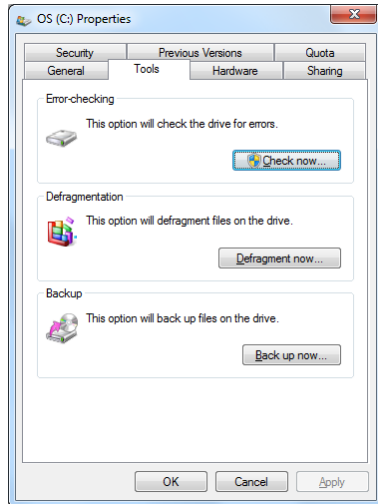 OS (C:) Properties
Security Previous Versions Quota
General Tools Hardware Sharing
Error-checking
This option will check the drive for errors.
Check now...
Defragmentation
This option will defragment files on the drive.
Defragment now...
Backup
This option will back up files on the drive.
Back up now...
OK Cancel Apply